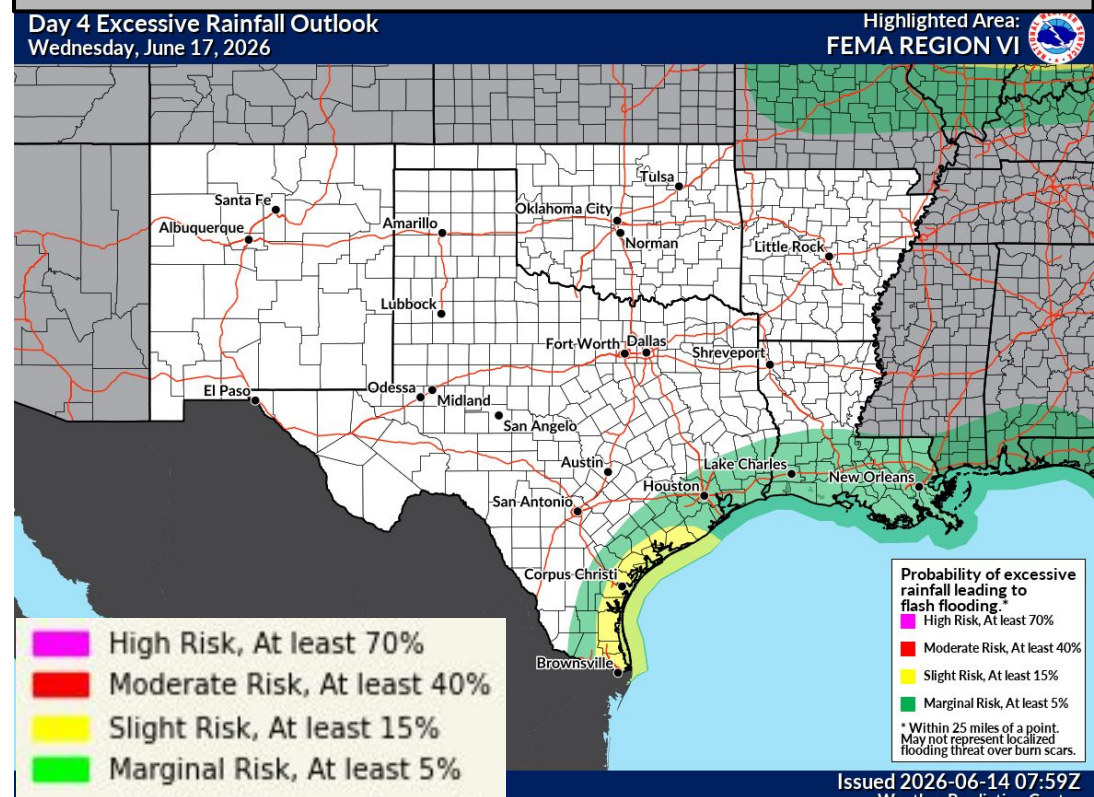 Day 4 Excessive Rainfall Outlook
Wednesday, June 17, 2026
Highlighted Area:
FEMA REGION VI
Tulsa
Santa Fe
Oklahoma City
Albuquerque
Amarillo
Norman
Little Rock
Lubbock
Fort Worth
Dallas
Shreveport
El Paso
Odessa
Midland
San Angelo
Austin
Lake Charles
Houston
New Orleans
San Antonio
Corpus Christi
Brownsville
Probability of excessive
rainfall leading to
flash flooding.*
High Risk, At least 70%
Moderate Risk, At least 40%
Slight Risk, At least 15%
Marginal Risk, At least 5%
* Within 25 miles of a point.
May not represent localized
flooding threat over burn scars.
High Risk, At least 70%
Moderate Risk, At least 40%
Slight Risk, At least 15%
Marginal Risk, At least 5%
Issued 2026-06-14 07:59Z